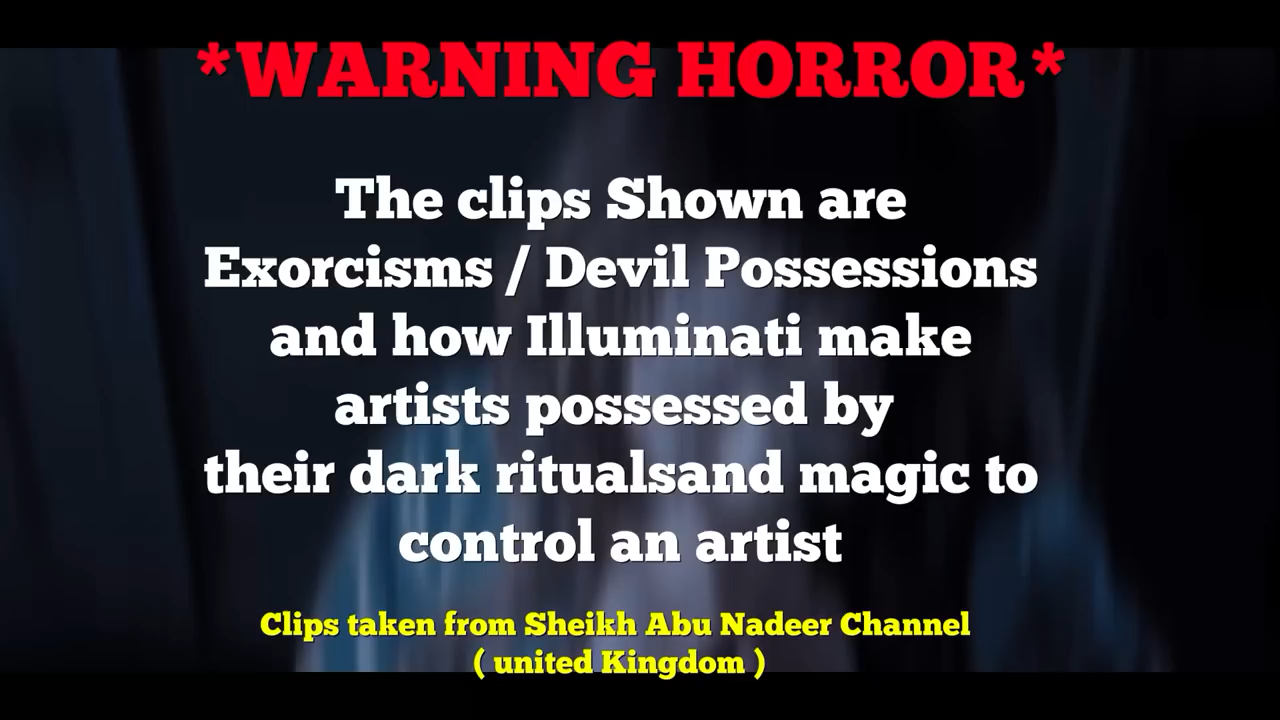 *WARNING HORROR*
The clips Shown are
Exorcisms / Devil Possessions
and how Illuminati make
artists possessed by
their dark ritualsand magic to
control an artist
Clips taken from Sheikh Abu Nadeer Channel
( united Kingdom )